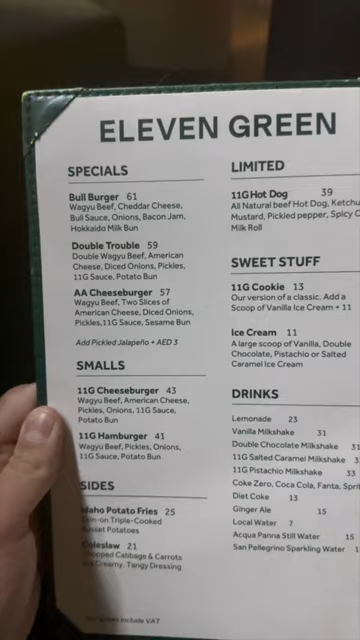 ELEVEN GREEN
SPECIALS
Bull Burger 61
Wagyu Beef, Cheddar Cheese,
Bull Sauce, Onions, Bacon Jam,
Hokkaido Milk Bun
Double Trouble 59
Double Wagyu Beef, American
Cheese, Diced Onions, Pickles,
11G Sauce, Potato Bun
AA Cheeseburger 57
Wagyu Beef, Two Slices of
American Cheese, Diced Onions,
Pickles, 11G Sauce, Sesame Bun
Add Pickled Jalapeño + AED 3
SMALLS
11G Cheeseburger 43
Wagyu Beef, American Cheese,
Pickles, Onions, 11G Sauce,
Potato Bun
11G Hamburger 41
Wagyu Beef, Pickles, Onions,
11G Sauce, Potato Bun
SIDES
Idaho Potato Fries 25
Skin-on Triple-Cooked
Russet Potatoes
Coleslaw 21
Chopped Cabbage & Carrots
Creamy, Tangy Dressing
include VAT
LIMITED
11G Hot Dog 39
All Natural beef Hot Dog, Ketchu
Mustard, Pickled pepper, Spicy
Milk Roll
SWEET STUFF
11G Cookie 13
Our version of a classic. Add a
Scoop of Vanilla Ice Cream + 11
Ice Cream 11
A large scoop of Vanilla, Double
Chocolate, Pistachio or Salted
Caramel Ice Cream
DRINKS
Lemonade 23
Vanilla Milkshake 31
Double Chocolate Milkshake 31
11G Salted Caramel Milkshake 3
11G Pistachio Milkshake 33
Coke Zero, Coca Cola, Fanta, Sprit
Diet Coke 13
Ginger Ale 15
Local Water 7
Acqua Panna Still Water 15
San Pellegrino Sparkling Water 1